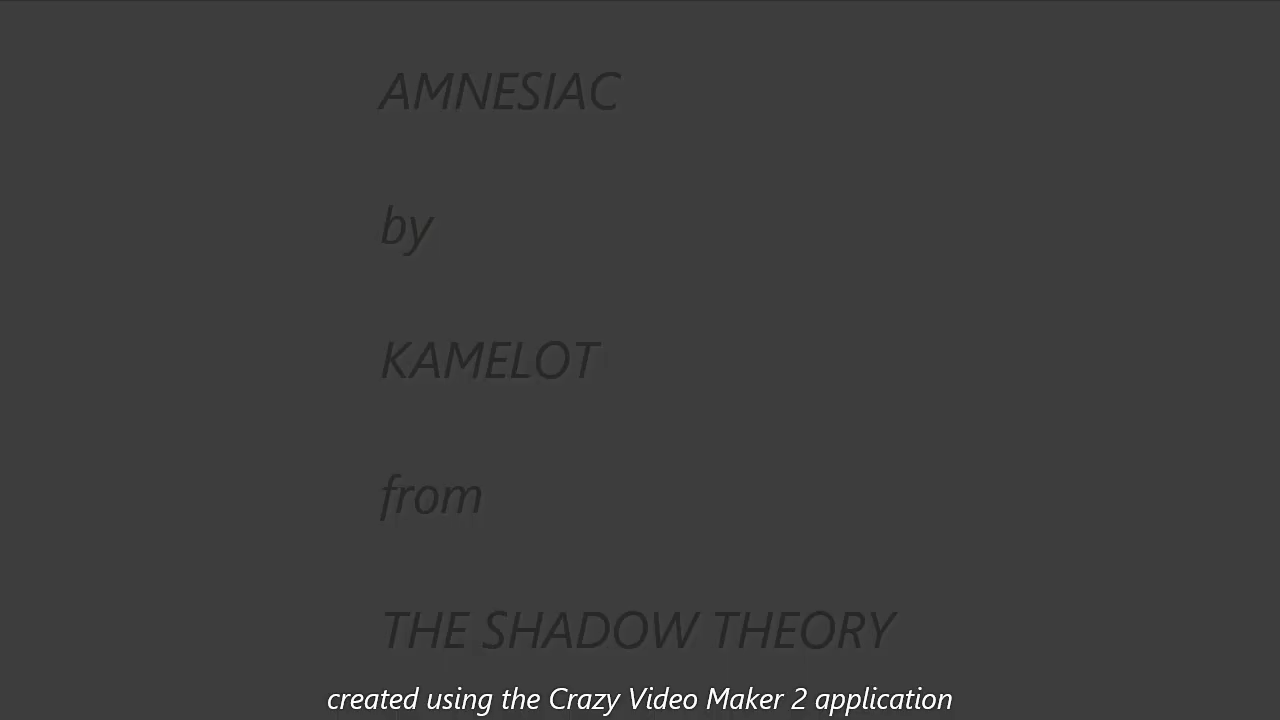 AMNESIAC
by
KAMELOT
from
THE SHADOW THEORY
created using the Crazy Video Maker 2 application